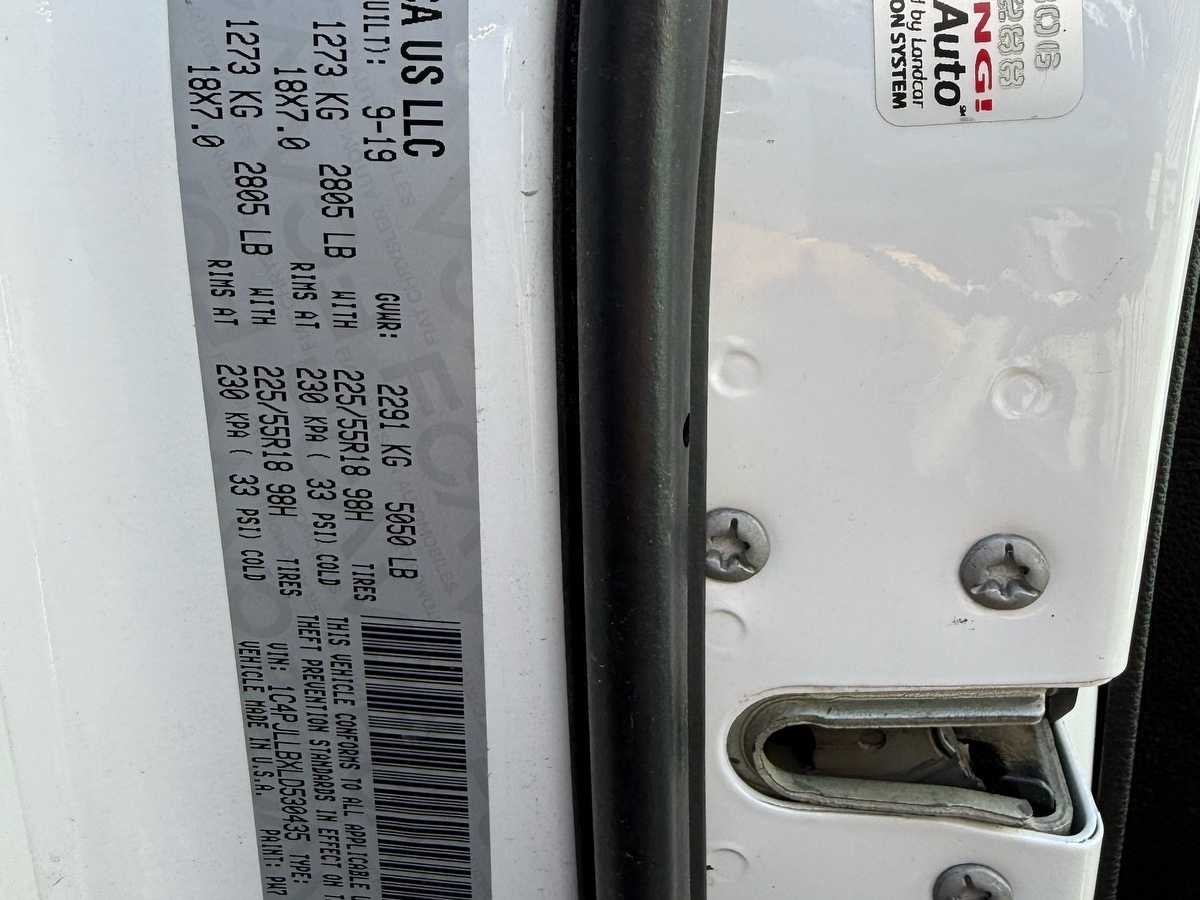 CA US LLC
UILT): 9-19 GVWR: 2291 KG 5050 LB
1273 KG 2805 LB WITH 225/55R18 98H TIRES
18X7.0 RIMS AT 230 KPA ( 33 PSI) COLD
1273 KG 2805 LB WITH 225/55R18 98H TIRES
18X7.0 RIMS AT 230 KPA ( 33 PSI) COLD
THIS VEHICLE CONFORMS TO ALL APPLICABLE
THEFT PREVENTION STANDARDS IN EFFECT ON T
VIN: 1C4PJLLBXLD530435 TYPE:
VEHICLE MADE IN U.S.A. PAINT: PW7
NG!
Auto
d by Landcar
ON SYSTEM